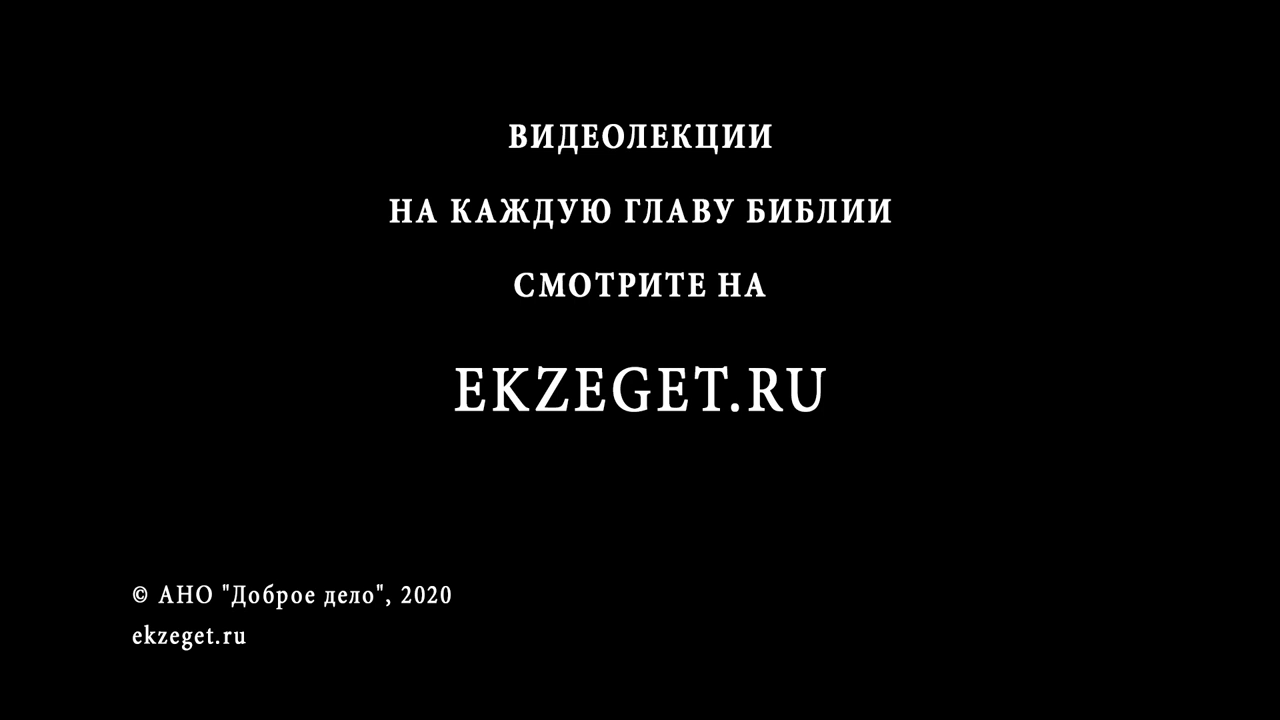 ВИДЕОЛЕКЦИИ
НА КАЖДУЮ ГЛАВУ БИБЛИИ
СМОТРИТЕ НА
EKZEGET.RU
© АНО "Доброе дело", 2020
ekzeget.ru